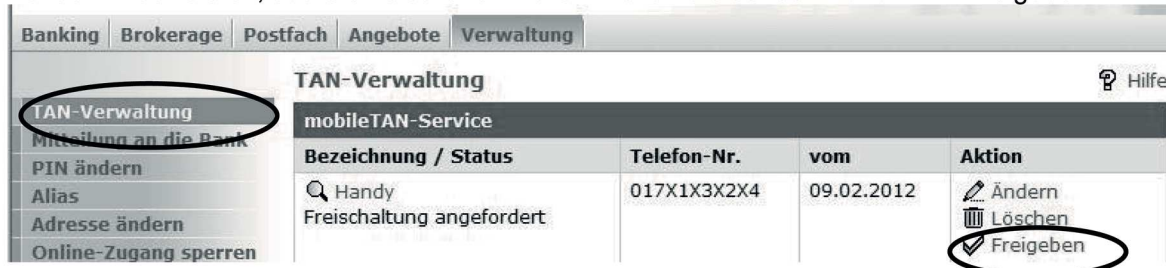 Banking Brokerage Postfach Angebote Verwaltung
TAN-Verwaltung
Hilfe
TAN-Verwaltung
Mitteilung an die Bank
PIN ändern
Alias
Adresse ändern
Online-Zugang sperren
mobileTAN-Service
Bezeichnung / Status Telefon-Nr. vom Aktion
Handy 017X1X3X2X4 09.02.2012 Ändern
Freischaltung angefordert Löschen
Freigeben